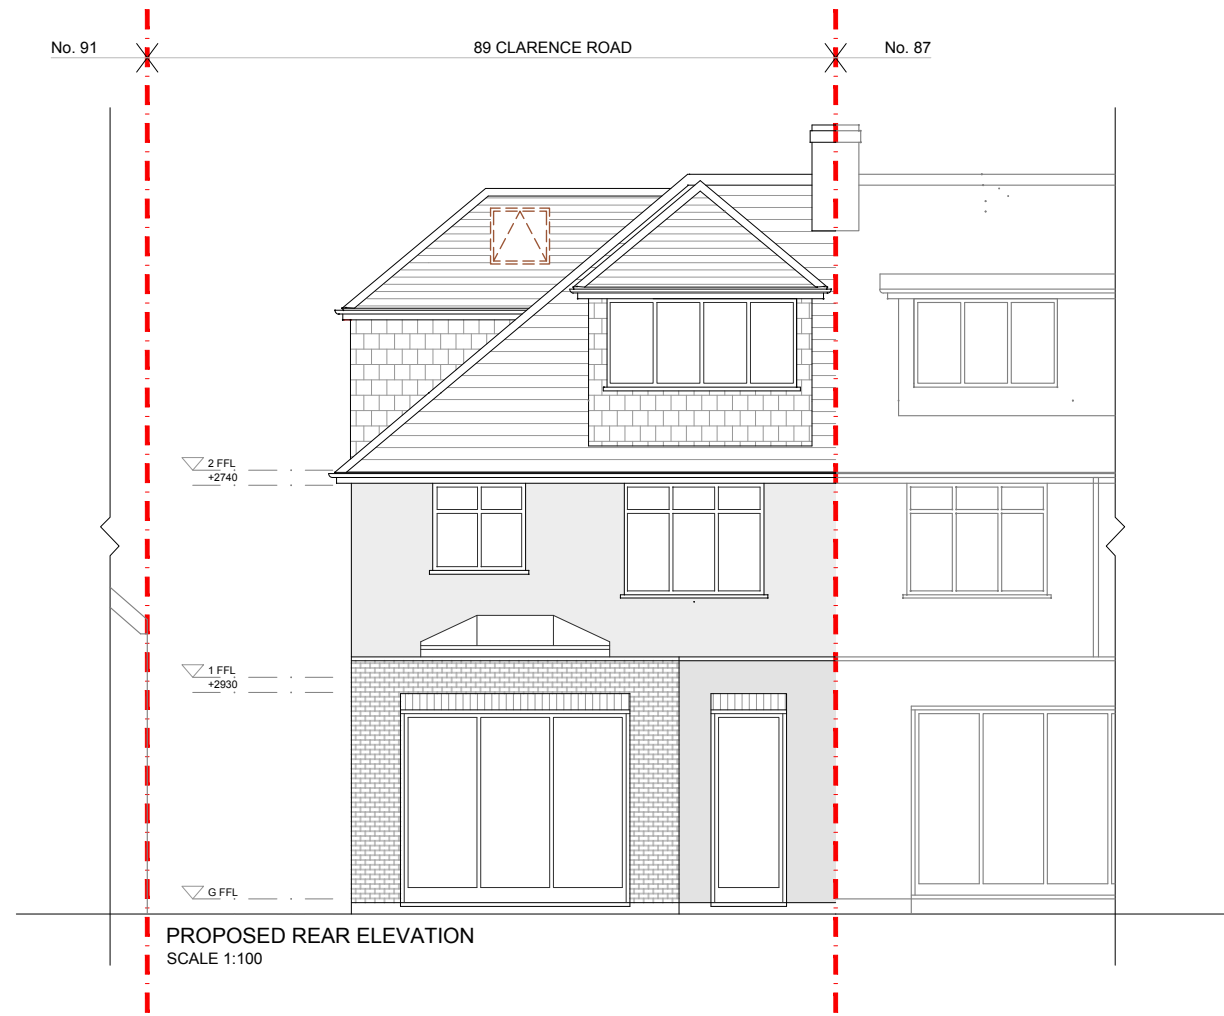 No. 91
89 CLARENCE ROAD
No. 87
2 FFL
+2740
1 FFL
+2930
G FFL
PROPOSED REAR ELEVATION
SCALE 1:100